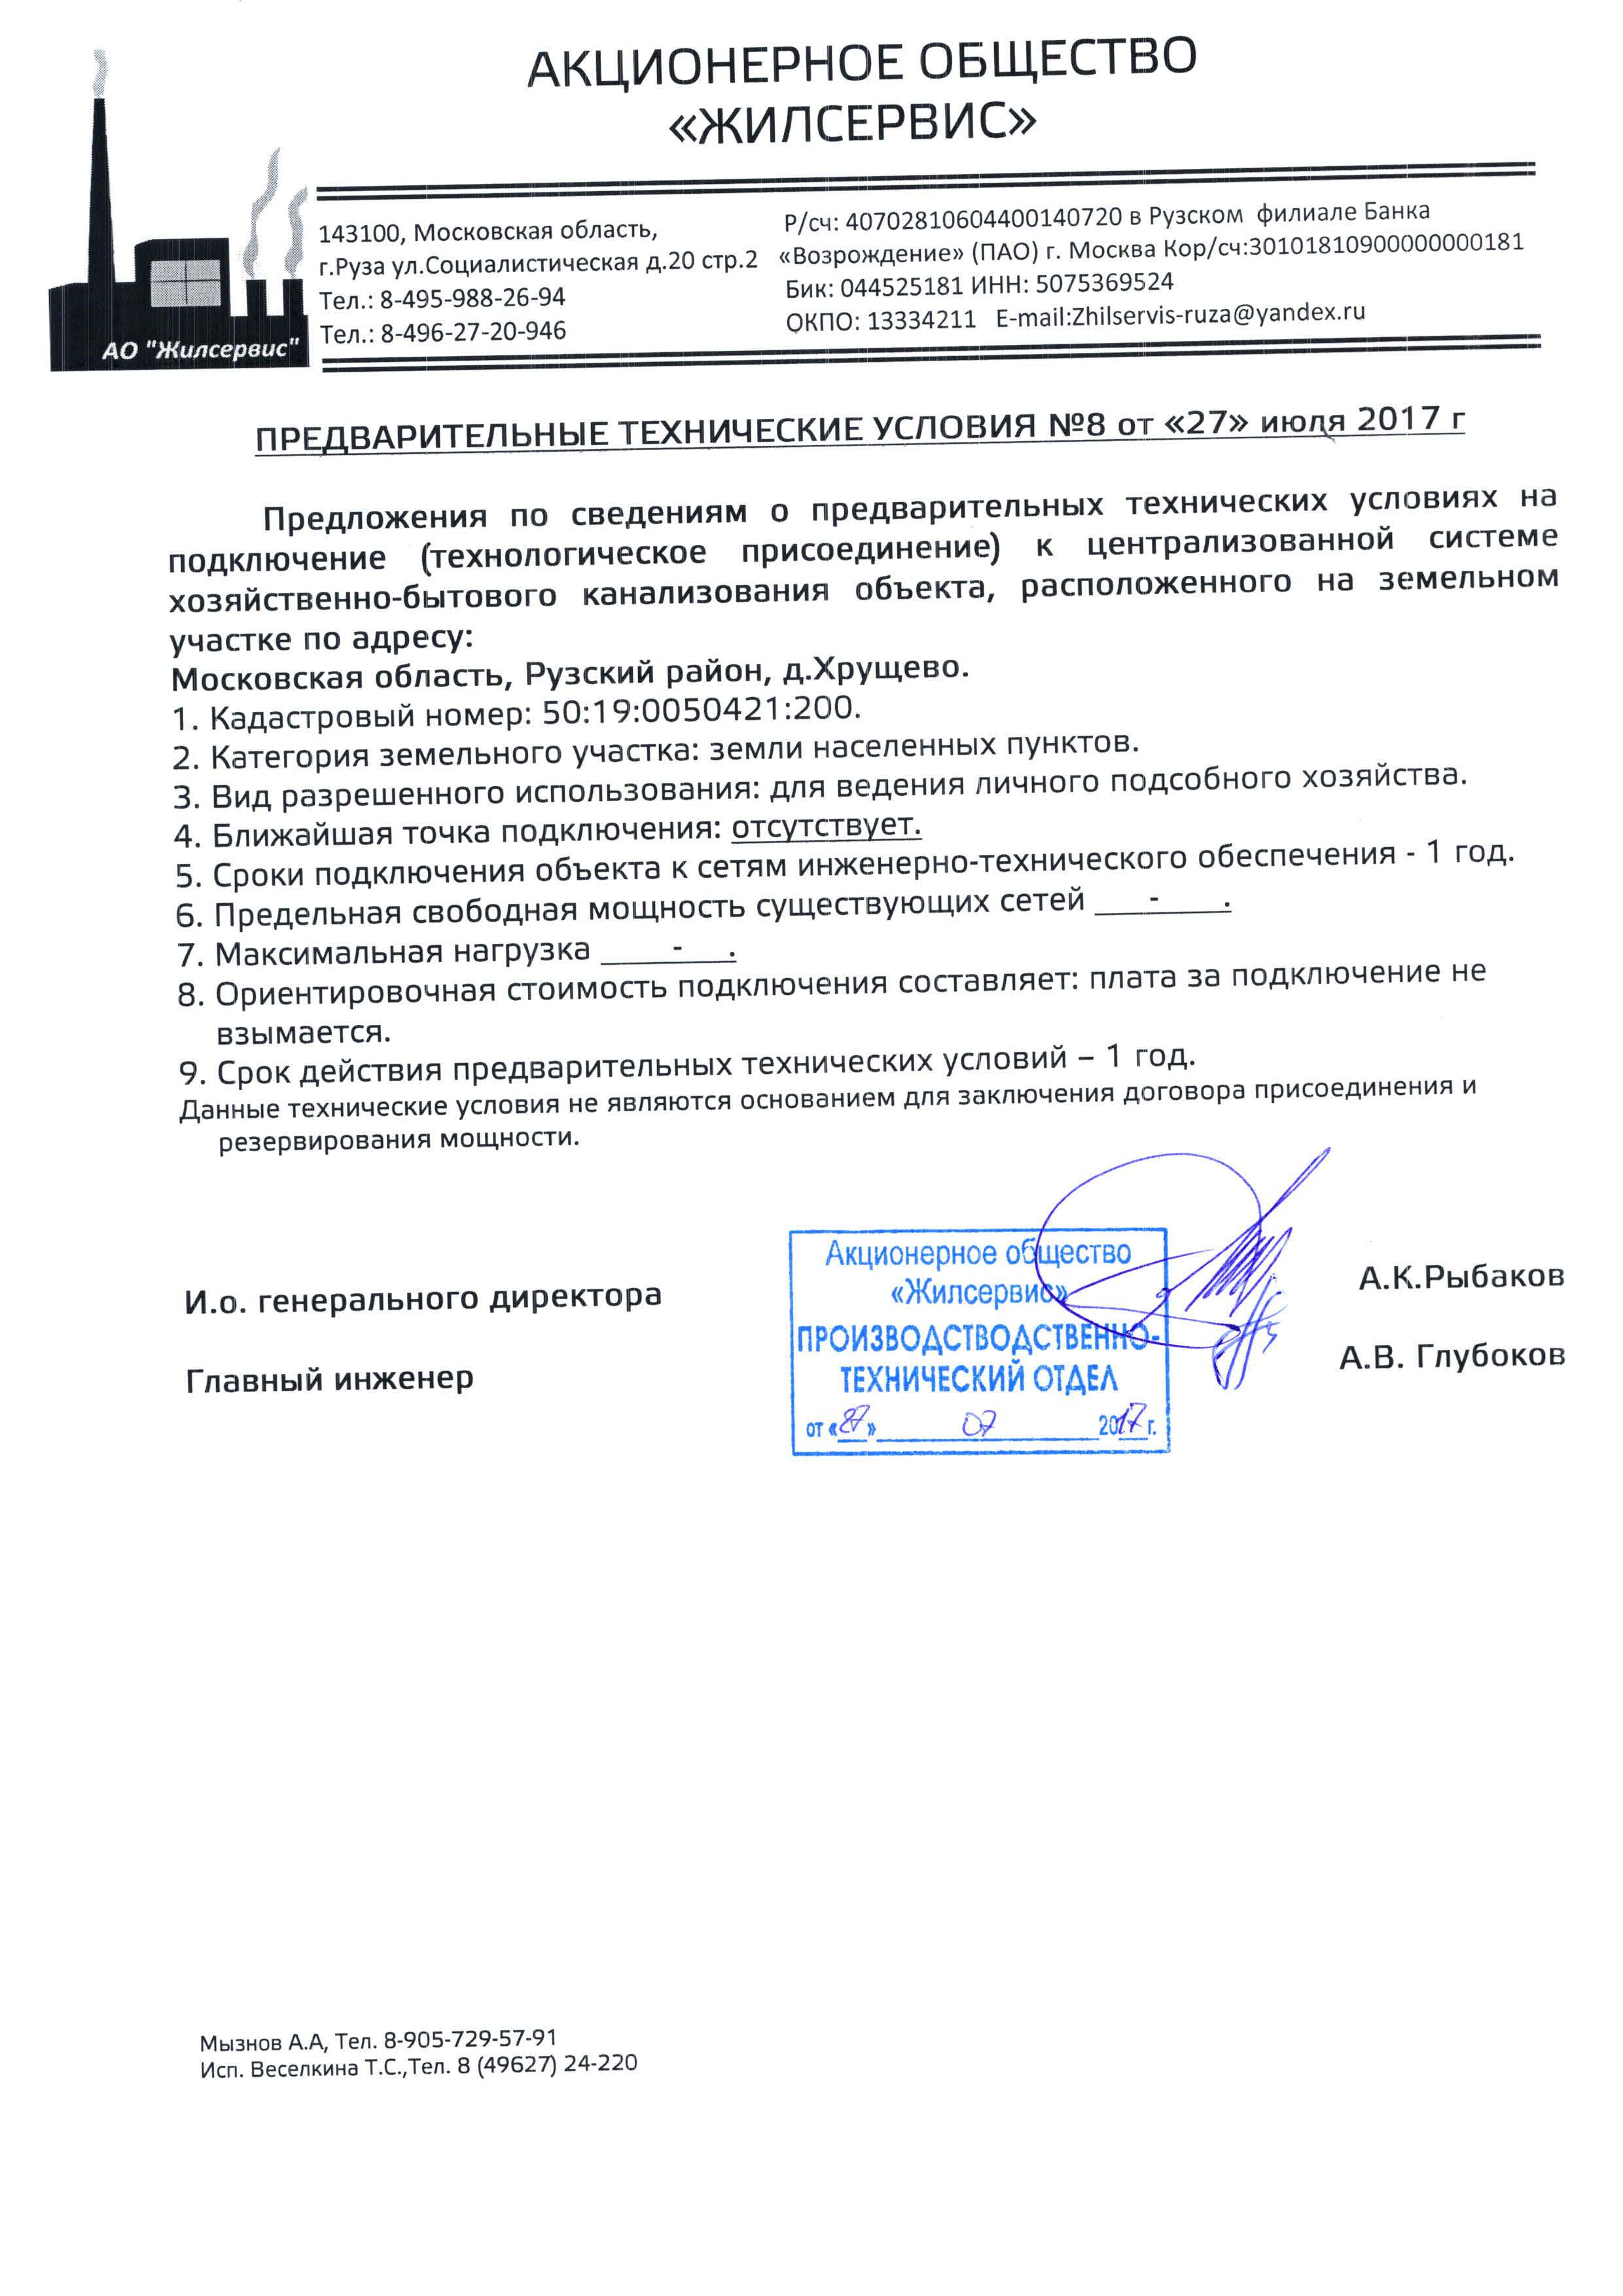 АКЦИОНЕРНОЕ ОБЩЕСТВО
«ЖИЛСЕРВИС»
АО "Жилсервис"
143100, Московская область,
г.Руза ул.Социалистическая д.20 стр.2
Тел.: 8-495-988-26-94
Тел.: 8-496-27-20-946
Р/сч: 40702810604400140720 в Рузском филиале Банка
«Возрождение» (ПАО) г. Москва Кор/сч:30101810900000000181
Бик: 044525181 ИНН: 5075369524
ОКПО: 13334211 E-mail:Zhilservis-ruza@yandex.ru
ПРЕДВАРИТЕЛЬНЫЕ ТЕХНИЧЕСКИЕ УСЛОВИЯ №8 от «27» июля 2017 г
Предложения по сведениям о предварительных технических условиях на
подключение (технологическое присоединение) к централизованной системе
хозяйственно-бытового канализования объекта, расположенного на земельном
участке по адресу:
Московская область, Рузский район, д.Хрущево.
1. Кадастровый номер: 50:19:0050421:200.
2. Категория земельного участка: земли населенных пунктов.
3. Вид разрешенного использования: для ведения личного подсобного хозяйства.
4. Ближайшая точка подключения: отсутствует.
5. Сроки подключения объекта к сетям инженерно-технического обеспечения - 1 год.
6. Предельная свободная мощность существующих сетей ___-____.
7. Максимальная нагрузка ____-___.
8. Ориентировочная стоимость подключения составляет: плата за подключение не
взымается.
9. Срок действия предварительных технических условий – 1 год.
Данные технические условия не являются основанием для заключения договора присоединения и
резервирования мощности.
И.о. генерального директора
А.К.Рыбаков
Главный инженер
А.В. Глубоков
Акционерное общество
«Жилсервис»
ПРОИЗВОДСТВОДСТВЕННО-
ТЕХНИЧЕСКИЙ ОТДЕЛ
от «27» 07 2017 г.
Мызнов А.А, Тел. 8-905-729-57-91
Исп. Веселкина Т.С.,Тел. 8 (49627) 24-220